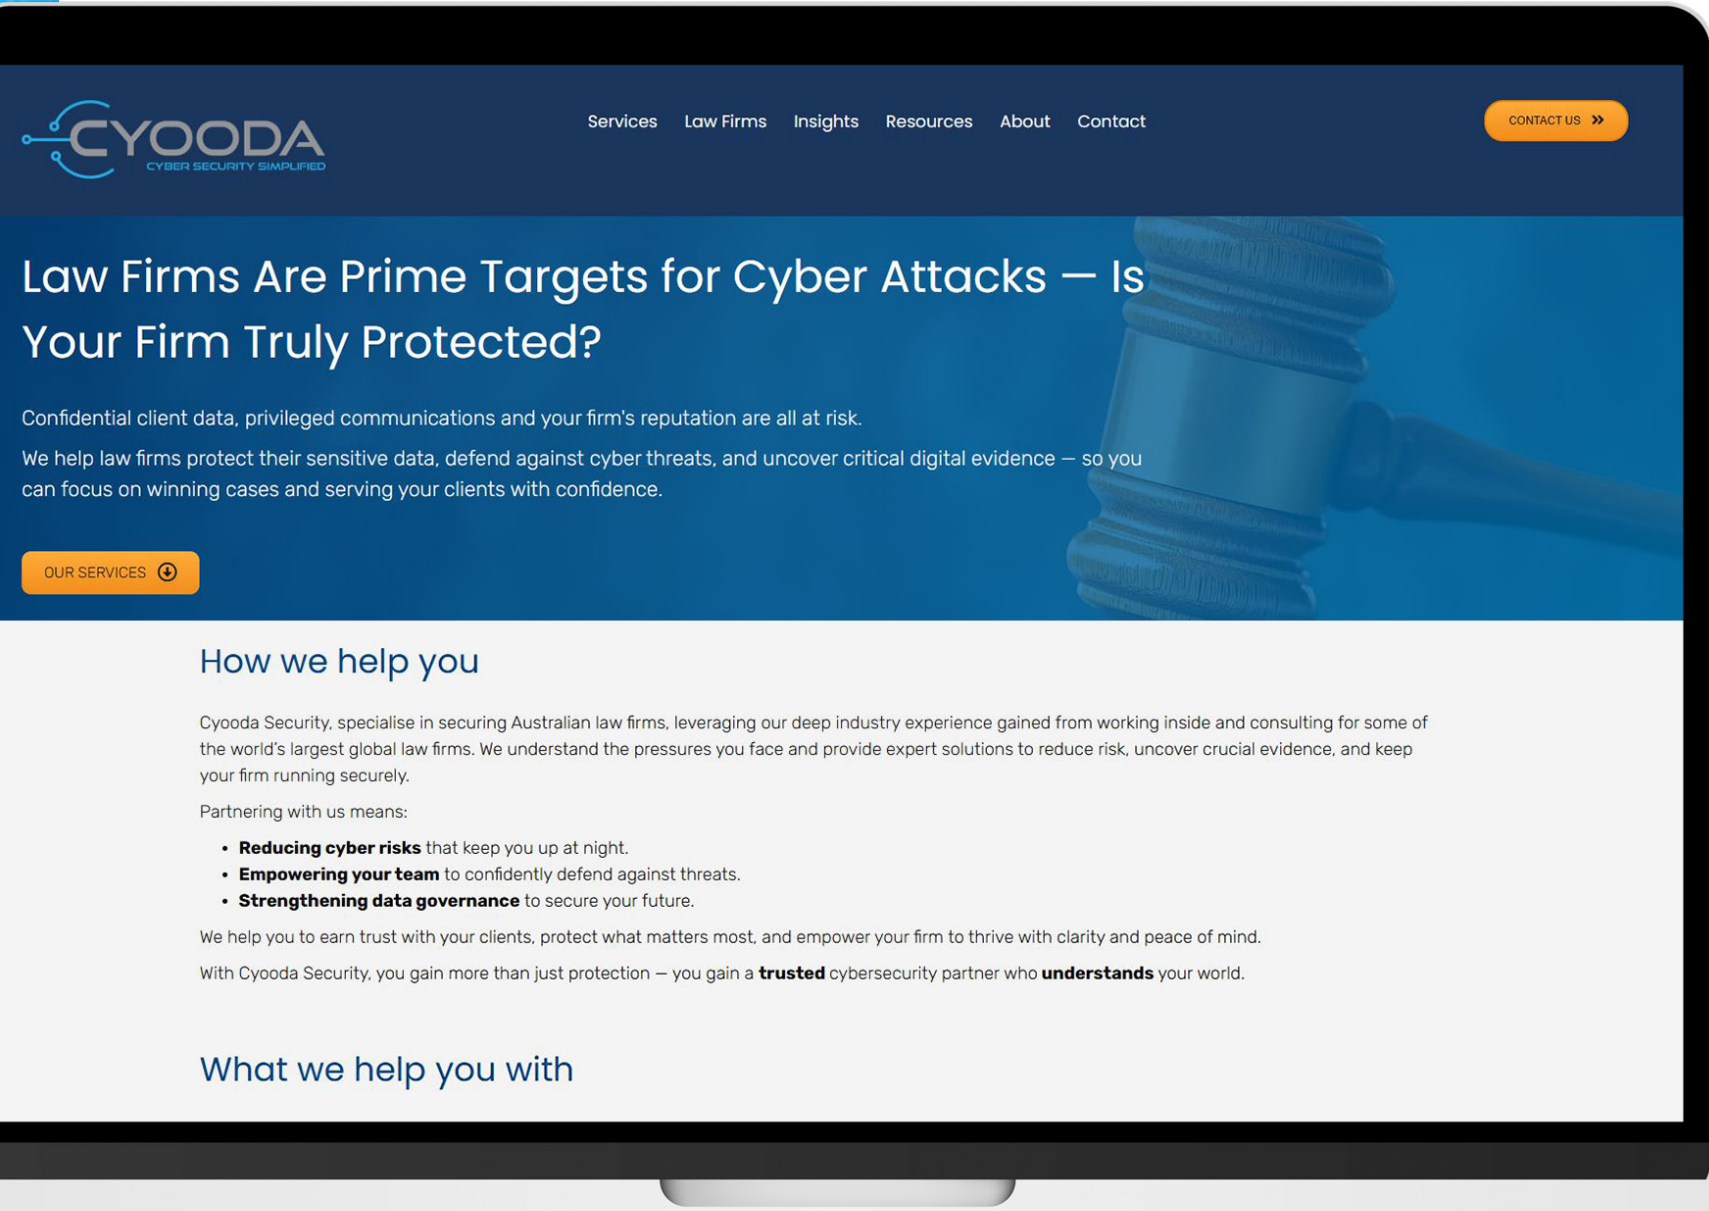 CYOODA
CYBER SECURITY SIMPLIFIED
Services Law Firms Insights Resources About Contact
CONTACT US
Law Firms Are Prime Targets for Cyber Attacks — Is
Your Firm Truly Protected?
Confidential client data, privileged communications and your firm's reputation are all at risk.
We help law firms protect their sensitive data, defend against cyber threats, and uncover critical digital evidence — so you
can focus on winning cases and serving your clients with confidence.
OUR SERVICES
How we help you
Cyooda Security, specialise in securing Australian law firms, leveraging our deep industry experience gained from working inside and consulting for some of
the world's largest global law firms. We understand the pressures you face and provide expert solutions to reduce risk, uncover crucial evidence, and keep
your firm running securely.
Partnering with us means:
• Reducing cyber risks that keep you up at night.
• Empowering your team to confidently defend against threats.
• Strengthening data governance to secure your future.
We help you to earn trust with your clients, protect what matters most, and empower your firm to thrive with clarity and peace of mind.
With Cyooda Security, you gain more than just protection — you gain a trusted cybersecurity partner who understands your world.
What we help you with